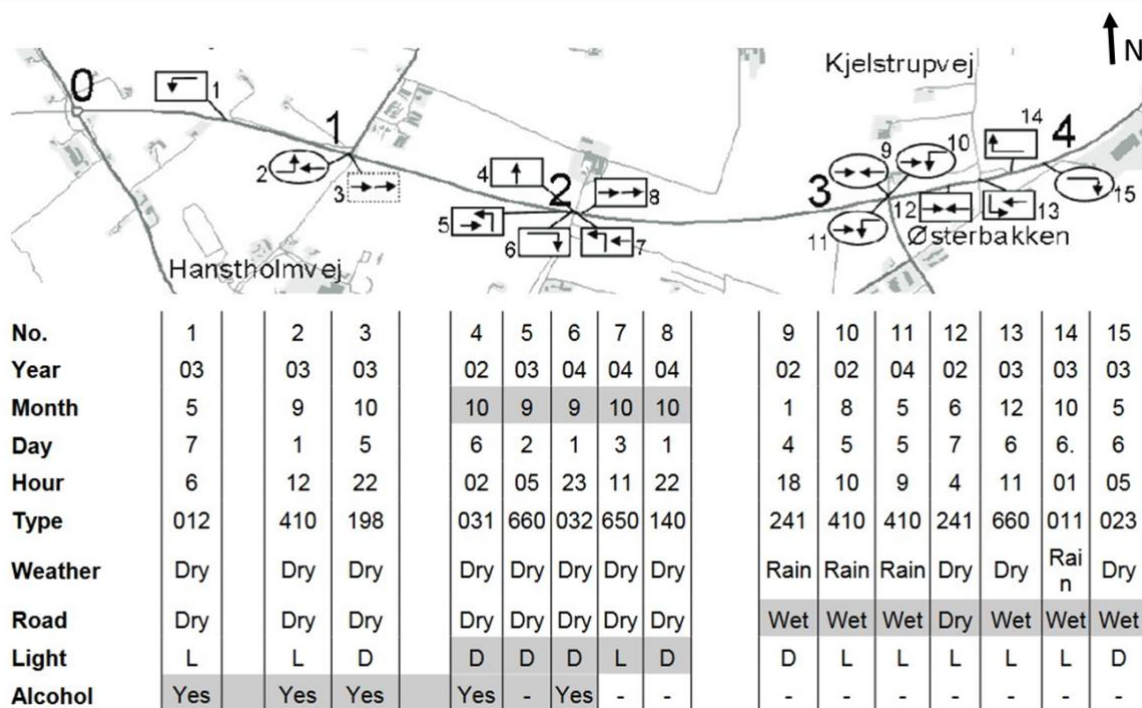 N
Kjelstrupvej
0
1
1
2
3
4
5
2
6
7
8
3
9
10
11
12
13
14
4
15
Hanstholmvej
Østerbakken
No. 1 2 3 4 5 6 7 8 9 10 11 12 13 14 15
Year 03 03 03 02 03 04 04 04 02 02 04 02 03 03 03
Month 5 9 10 10 9 9 10 10 1 8 5 6 12 10 5
Day 7 1 5 6 2 1 3 1 4 5 5 7 6 6. 6
Hour 6 12 22 02 05 23 11 22 18 10 9 4 11 01 05
Type 012 410 198 031 660 032 650 140 241 410 410 241 660 011 023
Weather Dry Dry Dry Dry Dry Dry Dry Dry Rain Rain Rain Dry Dry Rai
n Dry
Road Dry Dry Dry Dry Dry Dry Dry Dry Wet Wet Wet Dry Wet Wet Wet
Light L L D D D D L D D L L L L L D
Alcohol Yes Yes Yes Yes - Yes - - - - - - - - -